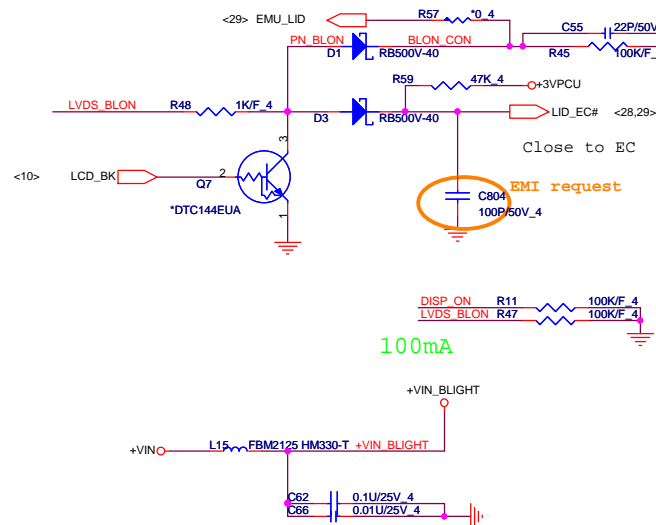 <29> EMU_LID R57 *0_4
C55 22P/50V
PN_BLON BLON_CON
D1 RB500V-40 R45 100K/F_4
R59 47K_4 +3VPCU
LVDS_BLON R48 1K/F_4
D3 RB500V-40 LID_EC# <28,29>
3
Close to EC
<10> LCD_BK 2 Q7
EMI request
C804
*DTC144EUA 1 100P/50V_4
DISP_ON R11 100K/F_4
LVDS_BLON R47 100K/F_4
100mA
+VIN_BLIGHT
+VIN L15 FBM2125 HM330-T +VIN_BLIGHT
C62 0.1U/25V_4
C66 0.01U/25V_4